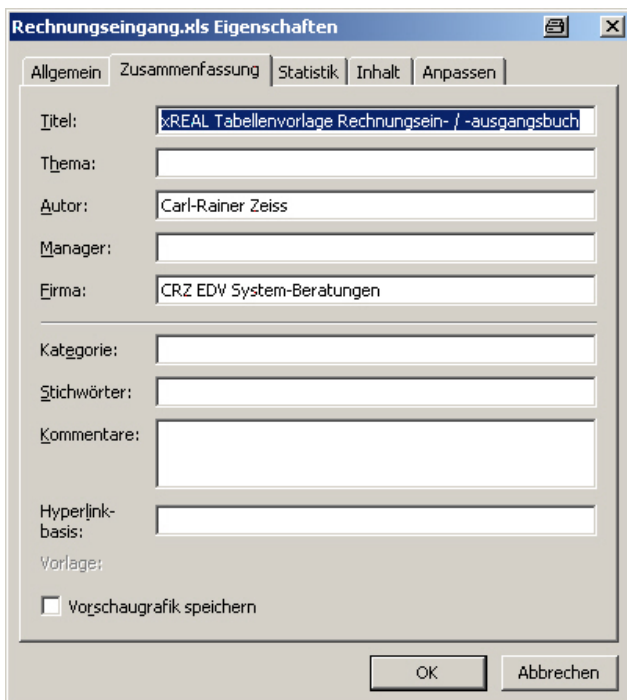 Rechnungseingang.xls Eigenschaften
Allgemein Zusammenfassung Statistik Inhalt Anpassen
Titel: xREAL Tabellenvorlage Rechnungsein- / -ausgangsbuch
Thema:
Autor: Carl-Rainer Zeiss
Manager:
Firma: CRZ EDV System-Beratungen
Kategorie:
Stichwörter:
Kommentare:
Hyperlink-
basis:
Vorlage:
Vorschaugrafik speichern
OK Abbrechen